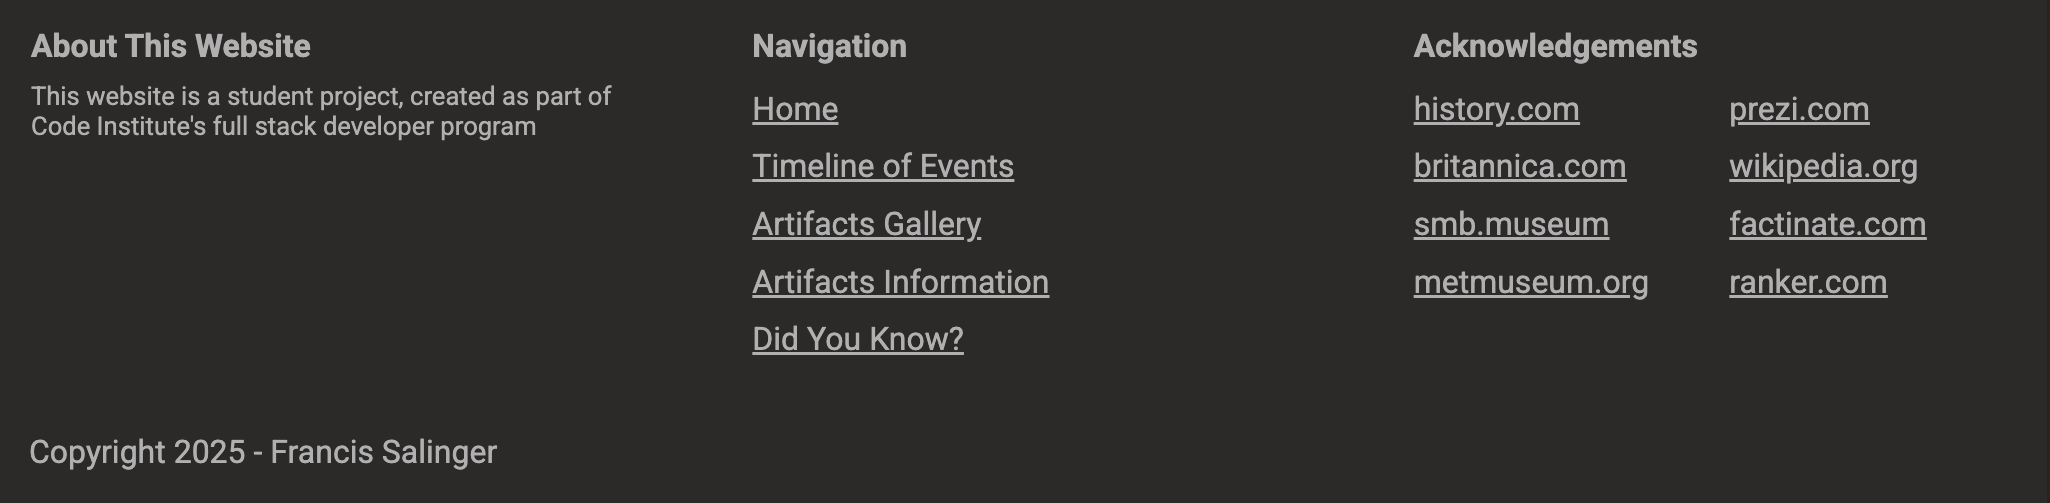 About This Website
This website is a student project, created as part of
Code Institute's full stack developer program
Navigation
Home
Timeline of Events
Artifacts Gallery
Artifacts Information
Did You Know?
Acknowledgements
history.com
britannica.com
smb.museum
metmuseum.org
prezi.com
wikipedia.org
factinate.com
ranker.com
Copyright 2025 - Francis Salinger